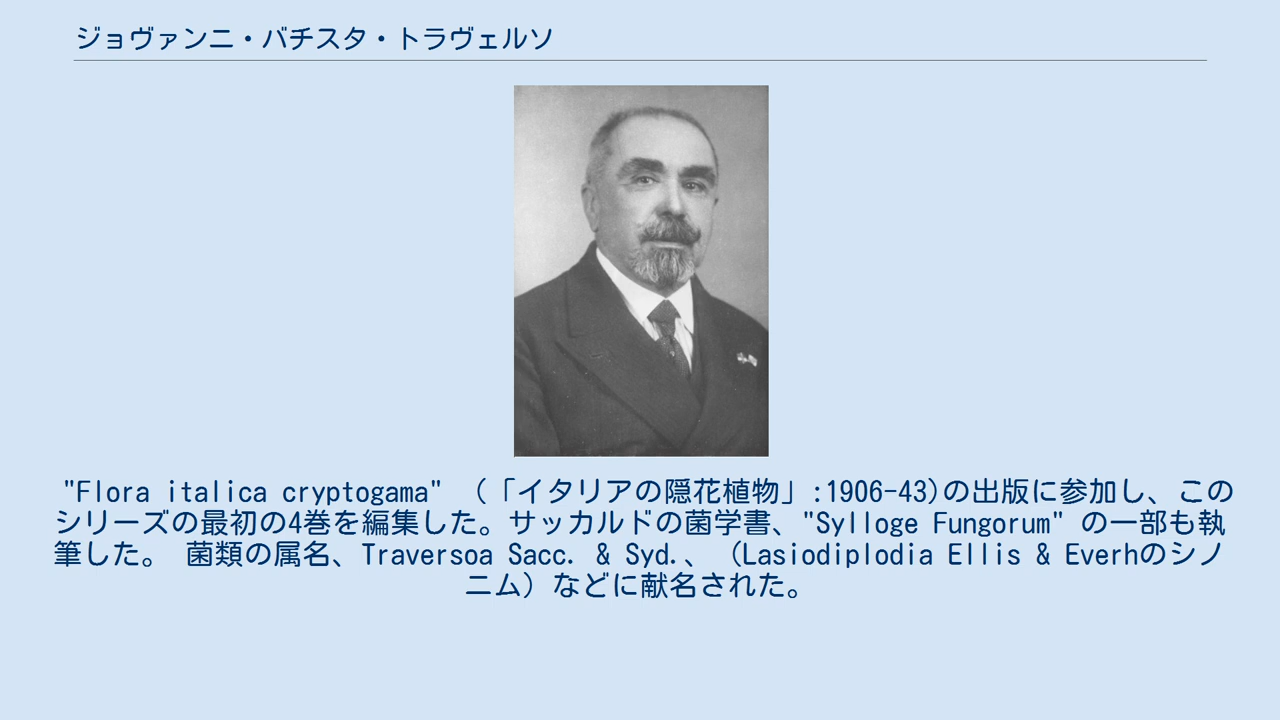 ジョヴァンニ・バチスタ・トラヴェルソ
"Flora italica cryptogama" （「イタリアの隠花植物」:1906-43)の出版に参加し、この
シリーズの最初の4巻を編集した。サッカルドの菌学書、"Sylloge Fungorum" の一部も執
筆した。 菌類の属名、Traversoa Sacc. & Syd.、（Lasiodiplodia Ellis & Everhのシノ
ニム）などに献名された。